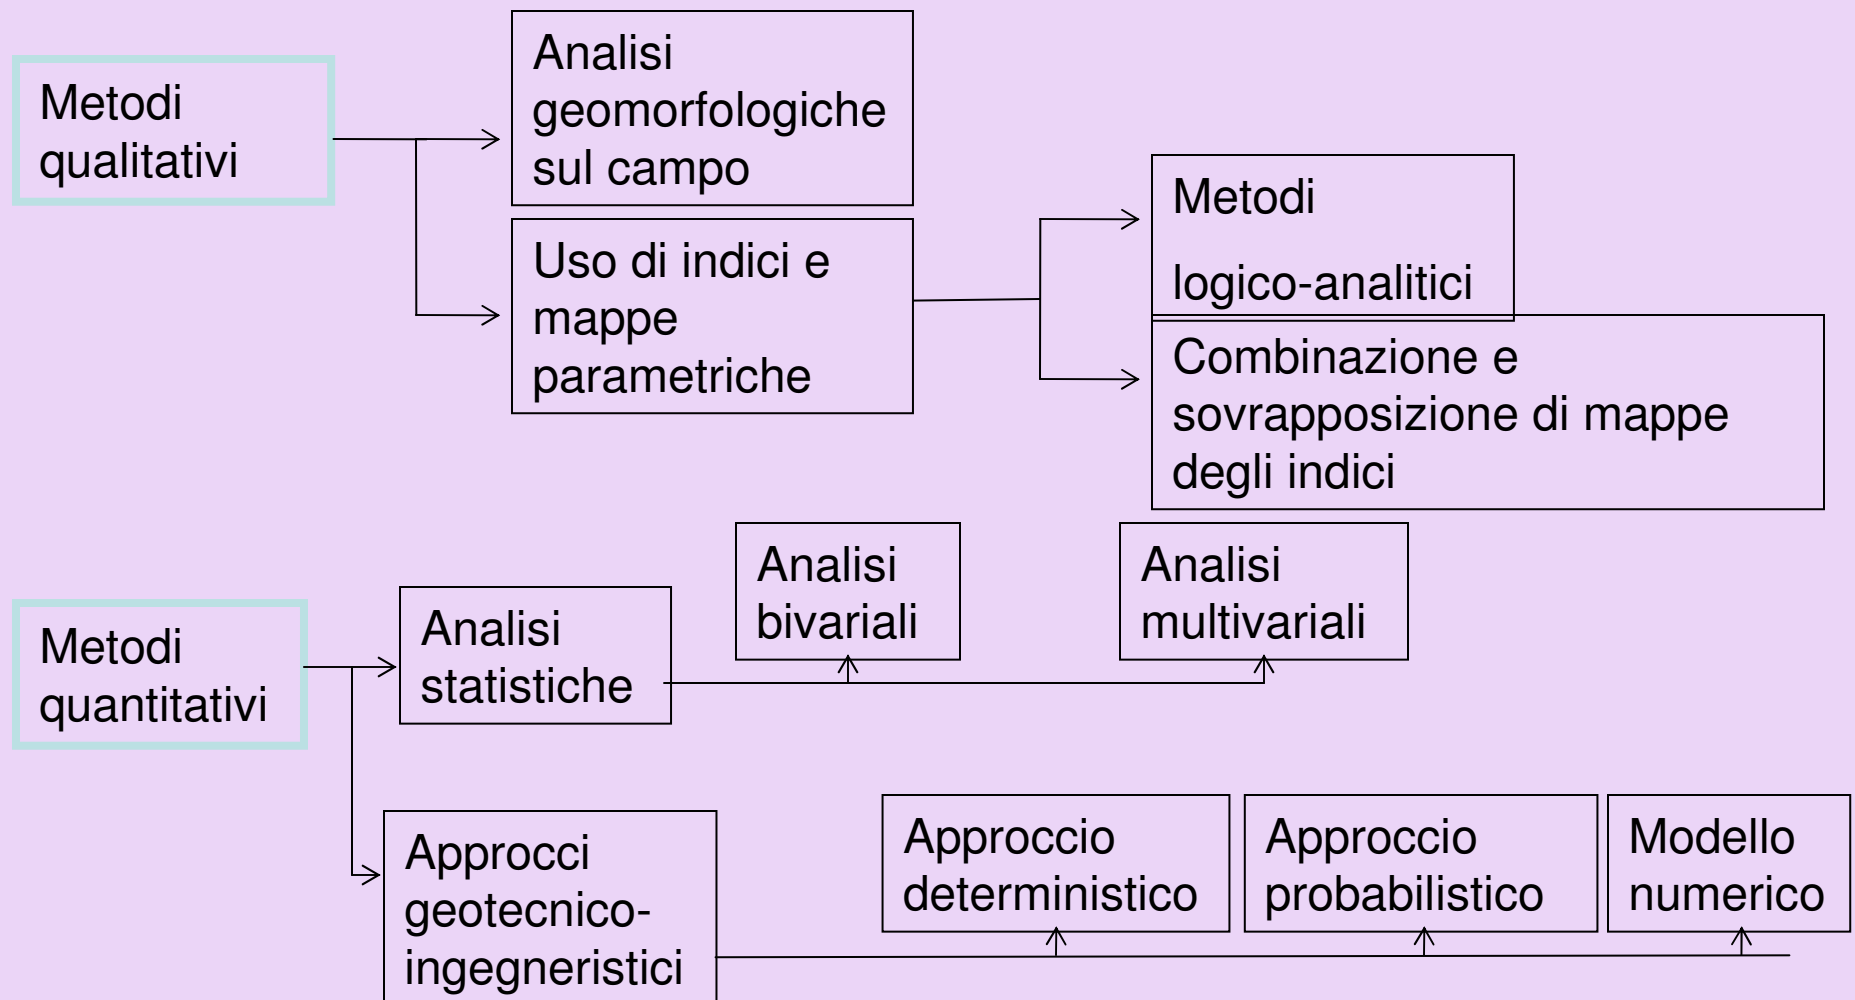 Metodi
qualitativi
Analisi
geomorfologiche
sul campo
Uso di indici e
mappe
parametriche
Metodi
logico-analitici
Combinazione e
sovrapposizione di mappe
degli indici
Metodi
quantitativi
Analisi
statistiche
Analisi
bivariali
Analisi
multivariali
Approcci
geotecnico-
ingegneristici
Approccio
deterministico
Approccio
probabilistico
Modello
numerico